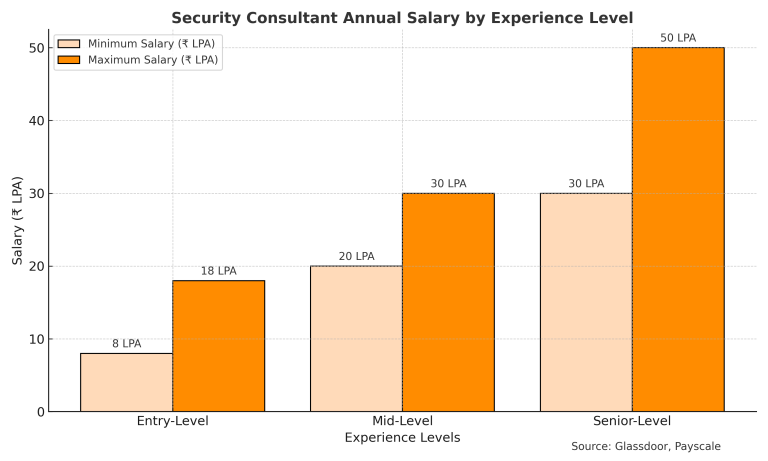 Security Consultant Annual Salary by Experience Level
Minimum Salary (₹ LPA)
Maximum Salary (₹ LPA)
Salary (₹ LPA)
50
40
30
20
10
0
8 LPA
18 LPA
20 LPA
30 LPA
30 LPA
50 LPA
Entry-Level
Mid-Level
Senior-Level
Experience Levels
Source: Glassdoor, Payscale